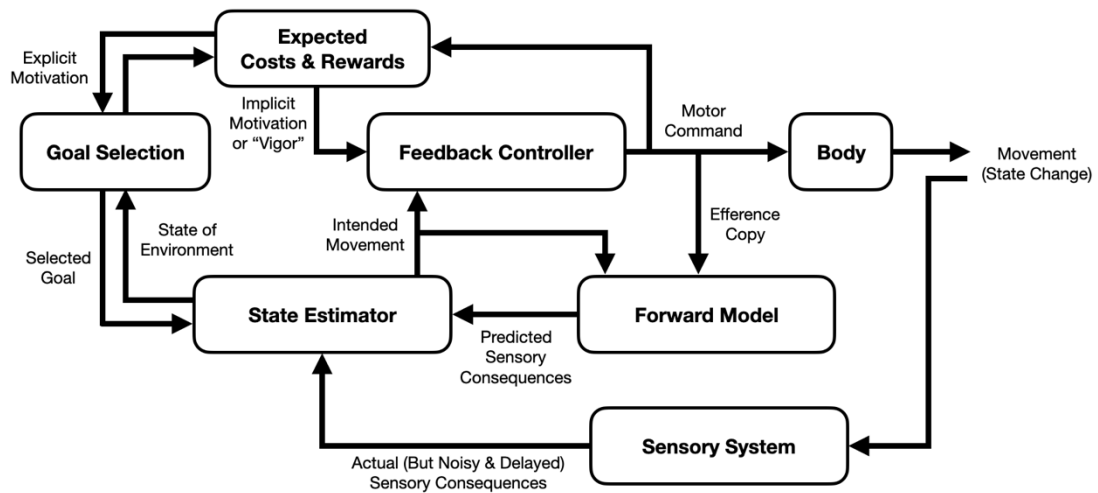 Expected
Costs & Rewards
Explicit
Motivation
Implicit
Motivation
or “Vigor”
Motor
Command
Goal Selection
Feedback Controller
Body
Movement
(State Change)
State of
Environment
Intended
Movement
Efference
Copy
Selected
Goal
State Estimator
Forward Model
Predicted
Sensory
Consequences
Sensory System
Actual (But Noisy & Delayed)
Sensory Consequences